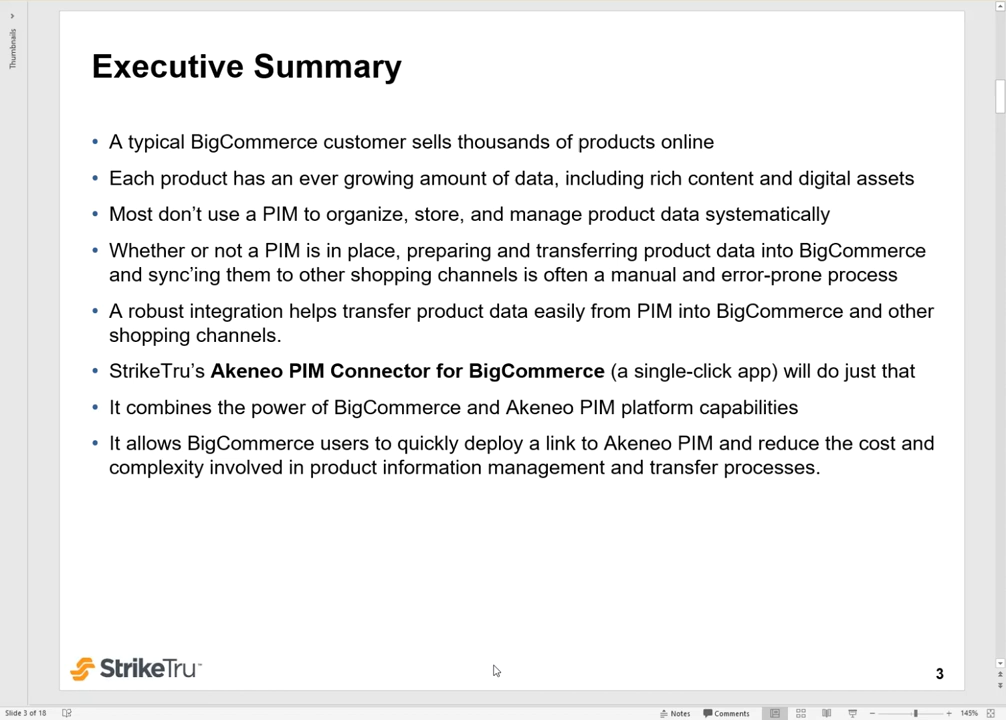 Thumbnails
Executive Summary
• A typical BigCommerce customer sells thousands of products online
• Each product has an ever growing amount of data, including rich content and digital assets
• Most don’t use a PIM to organize, store, and manage product data systematically
• Whether or not a PIM is in place, preparing and transferring product data into BigCommerce
and sync’ing them to other shopping channels is often a manual and error-prone process
• A robust integration helps transfer product data easily from PIM into BigCommerce and other
shopping channels.
• StrikeTru’s Akeneo PIM Connector for BigCommerce (a single-click app) will do just that
• It combines the power of BigCommerce and Akeneo PIM platform capabilities
• It allows BigCommerce users to quickly deploy a link to Akeneo PIM and reduce the cost and
complexity involved in product information management and transfer processes.
StrikeTru™
3
Slide 3 of 18
Notes
Comments
145%